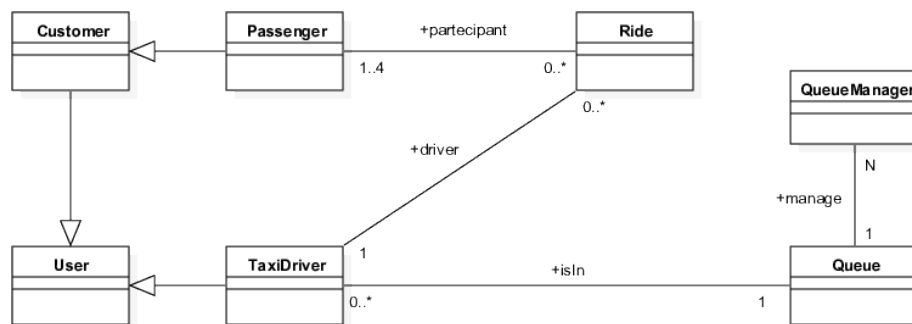 Customer
Passenger
+partecipant
Ride
1..4
0..*
0..*
QueueManager
+driver
N
+manage
1
1
User
TaxiDriver
+isIn
Queue
0..*
1